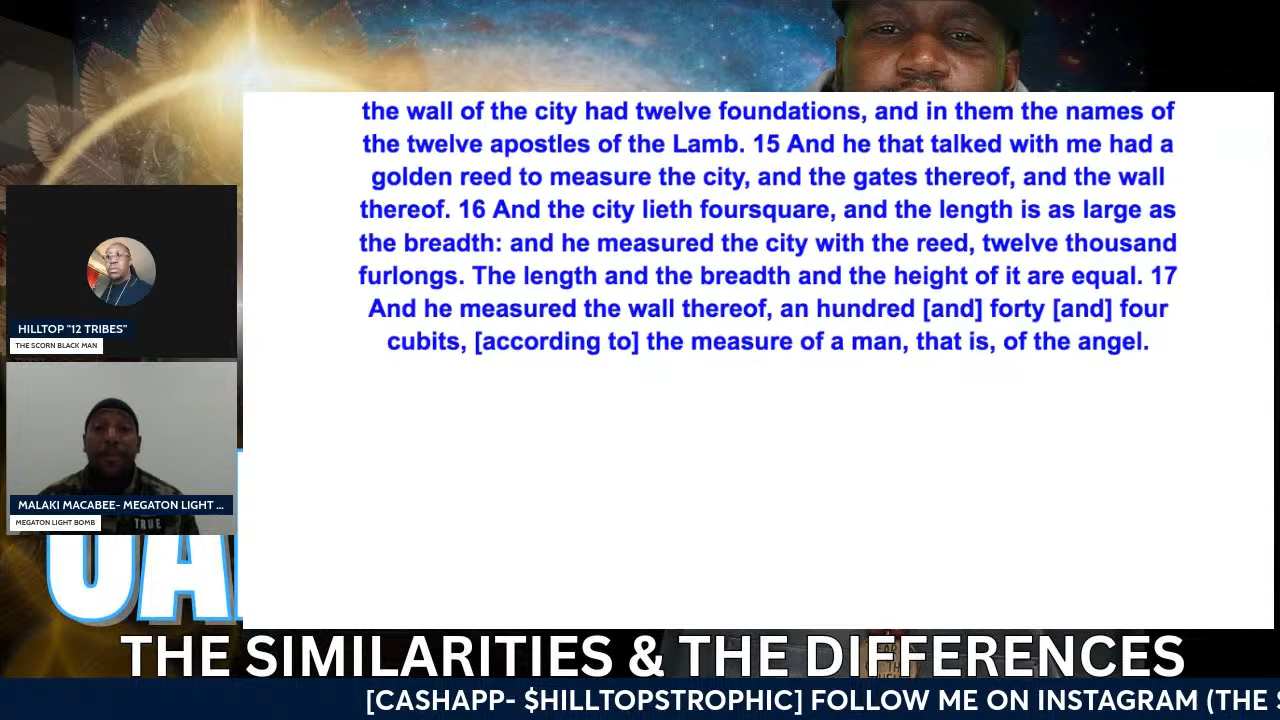 the wall of the city had twelve foundations, and in them the names of
the twelve apostles of the Lamb. 15 And he that talked with me had a
golden reed to measure the city, and the gates thereof, and the wall
thereof. 16 And the city lieth foursquare, and the length is as large as
the breadth: and he measured the city with the reed, twelve thousand
furlongs. The length and the breadth and the height of it are equal. 17
And he measured the wall thereof, an hundred [and] forty [and] four
cubits, [according to] the measure of a man, that is, of the angel.
HILLTOP "12 TRIBES"
THE SCORN BLACK MAN
MALAKI MACABEE- MEGATON LIGHT ...
MEGATON LIGHT BOMB
TRUE
THE SIMILARITIES & THE DIFFERENCES
[CASHAPP- $HILLTOPSTROPHIC] FOLLOW ME ON INSTAGRAM (THE